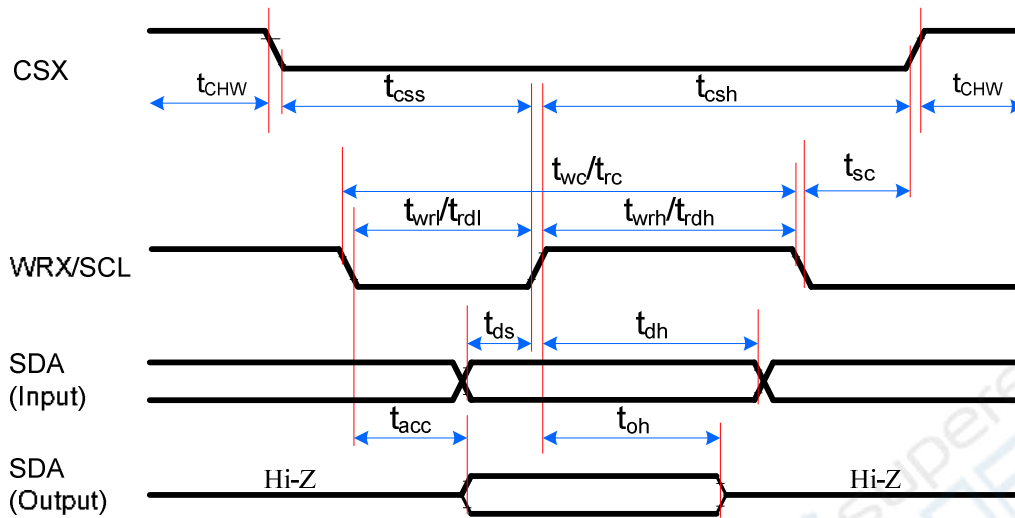 CSX
tCHW
tcss
tcsh
tCHW
twc/trc
tsc
twrl/trdl
twrh/trdh
WRX/SCL
tds
tdh
SDA
(Input)
tacc
toh
SDA
(Output)
Hi-Z
Hi-Z